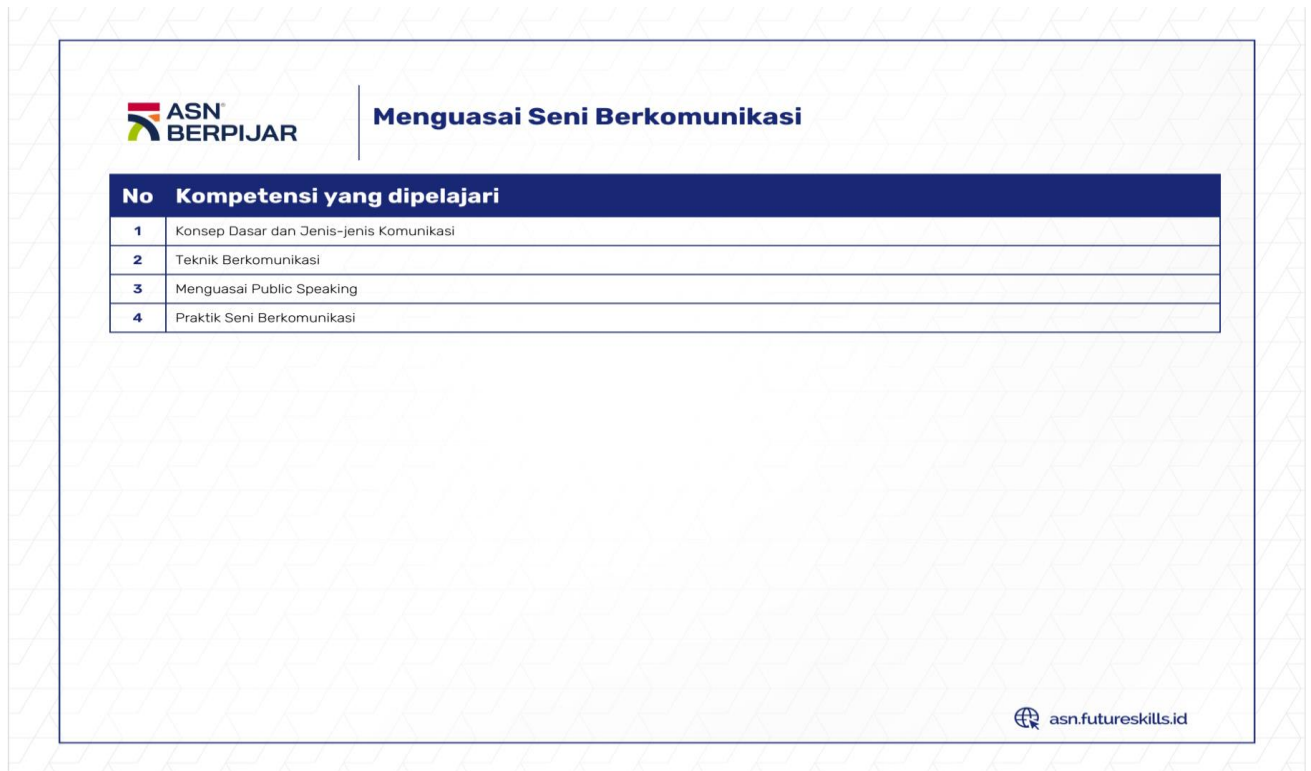 ASN
BERPIJAR
Menguasai Seni Berkomunikasi
No Kompetensi yang dipelajari
1 Konsep Dasar dan Jenis-jenis Komunikasi
2 Teknik Berkomunikasi
3 Menguasai Public Speaking
4 Praktik Seni Berkomunikasi
asn.futureskills.id